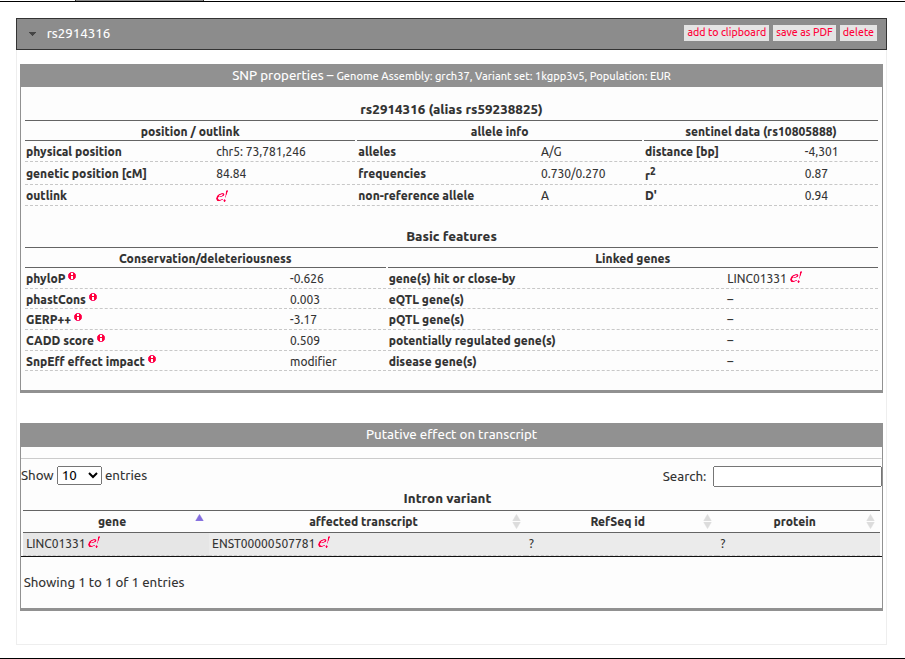 rs2914316 add to clipboard save as PDF delete
SNP properties – Genome Assembly: grch37, Variant set: 1kgpp3v5, Population: EUR
rs2914316 (alias rs59238825)
position / outlink allele info sentinel data (rs10805888)
physical position chr5: 73,781,246 alleles A/G distance [bp] -4,301
genetic position [cM] 84.84 frequencies 0.730/0.270 r² 0.87
outlink e! non-reference allele A D' 0.94
Basic features
Conservation/deleteriousness Linked genes
phyloP -0.626 gene(s) hit or close-by LINC01331 e!
phastCons 0.003 eQTL gene(s) –
GERP++ -3.17 pQTL gene(s) –
CADD score 0.509 potentially regulated gene(s) –
SnpEff effect impact modifier disease gene(s) –
Putative effect on transcript
Show 10 entries Search:
Intron variant
gene affected transcript RefSeq id protein
LINC01331 e! ENST00000507781 e! ? ?
Showing 1 to 1 of 1 entries